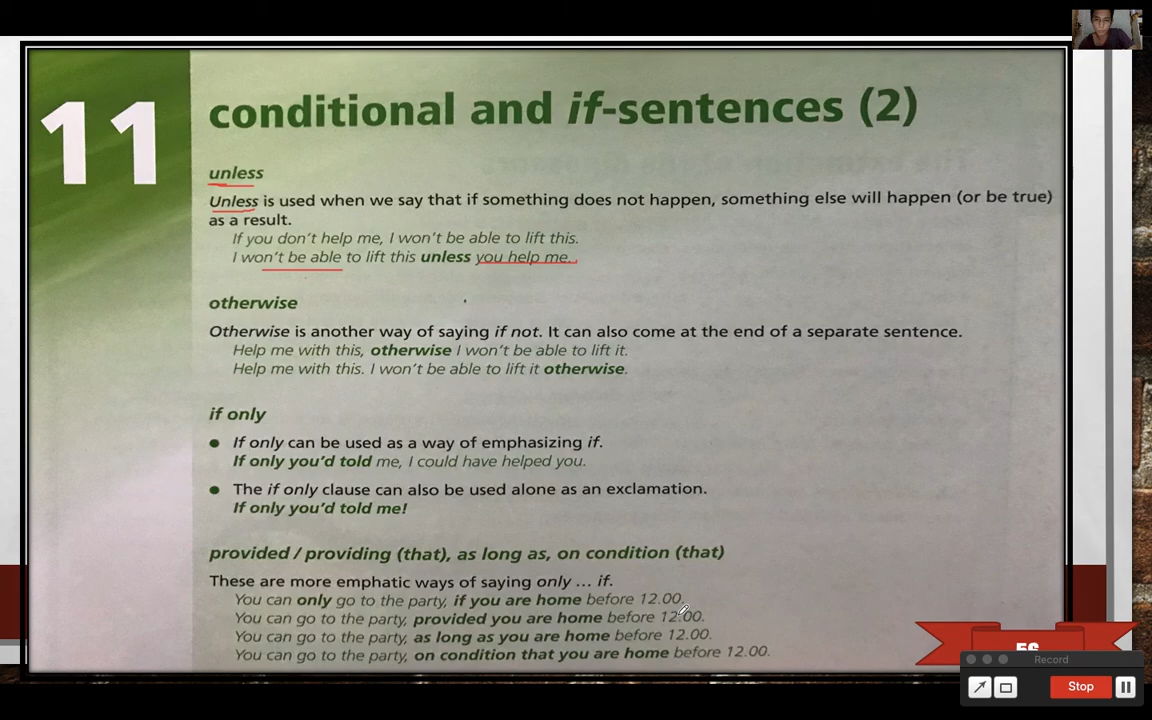 11
conditional and if-sentences (2)
unless
Unless is used when we say that if something does not happen, something else will happen (or be true)
as a result.
If you don't help me, I won't be able to lift this.
I won't be able to lift this unless you help me.
otherwise
Otherwise is another way of saying if not. It can also come at the end of a separate sentence.
Help me with this, otherwise I won't be able to lift it.
Help me with this. I won't be able to lift it otherwise.
if only
● If only can be used as a way of emphasizing if.
If only you'd told me, I could have helped you.
● The if only clause can also be used alone as an exclamation.
If only you'd told me!
provided / providing (that), as long as, on condition (that)
These are more emphatic ways of saying only ... if.
You can only go to the party, if you are home before 12.00.
You can go to the party, provided you are home before 12.00.
You can go to the party, as long as you are home before 12.00.
You can go to the party, on condition that you are home before 12.00.
Record
Stop